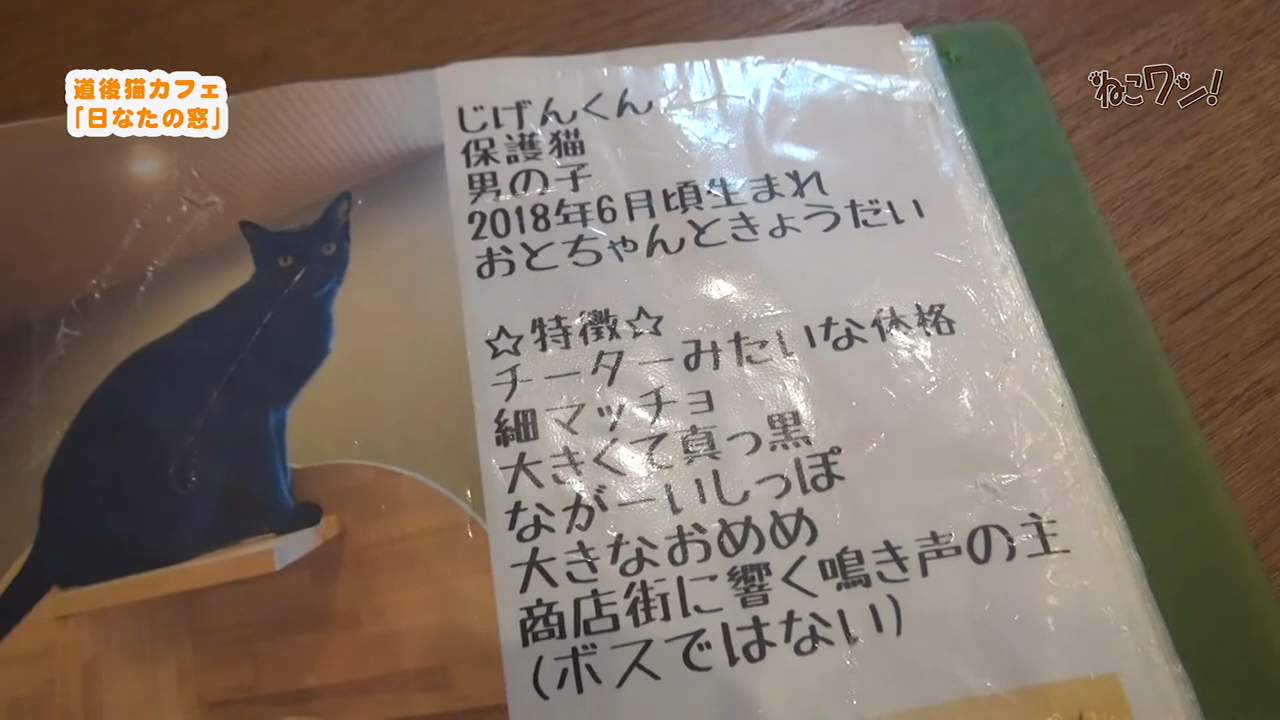 道後猫カフェ
「日なたの窓」
ねこワン!
じげんくん
保護猫
男の子
2018年6月頃生まれ
おとちゃんときょうだい
☆特徴☆
チーターみたいな体格
細マッチョ
大きくて真っ黒
ながーいしっぽ
大きなおめめ
商店街に響く鳴き声の主
(ボスではない)